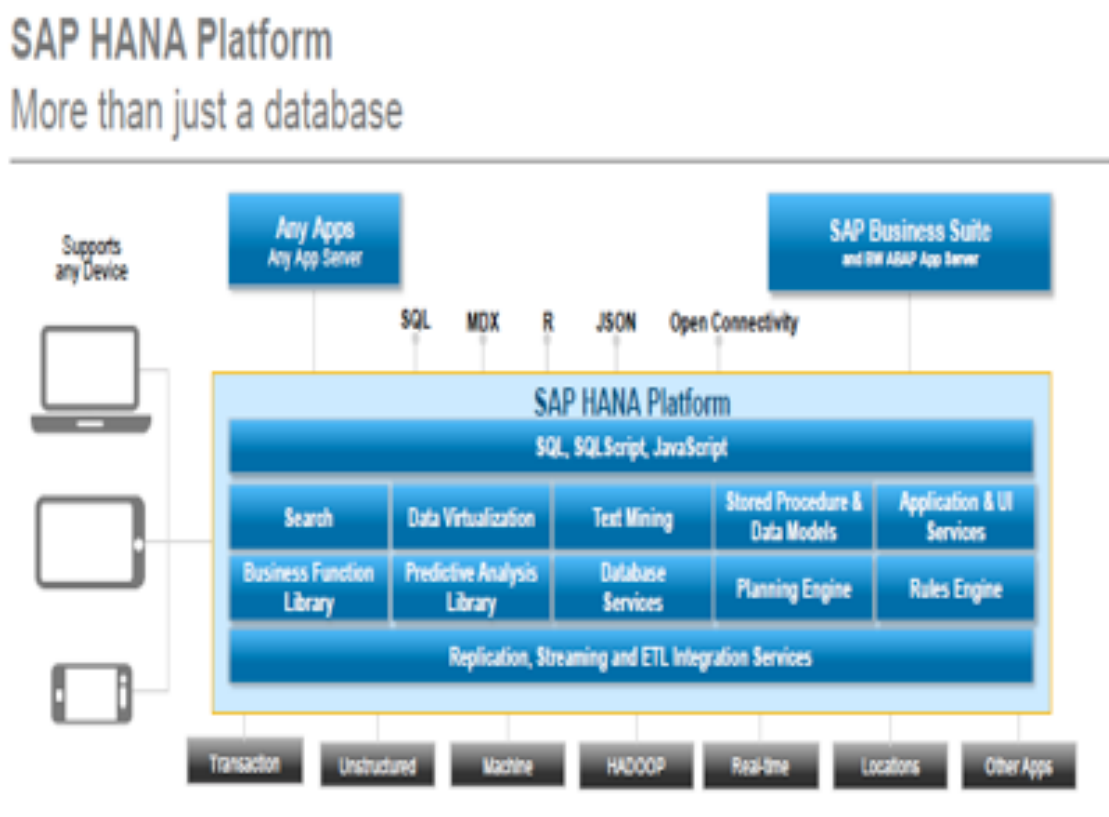 SAP HANA Platform
More than just a database
Any Apps
Any App Server
SAP Business Suite
and BW ABAP App Server
Supports
any Device
SQL
MDX
R
JSON
Open Connectivity
SAP HANA Platform
SQL, SQLScript, JavaScript
Search
Data Virtualization
Text Mining
Stored Procedure &
Data Models
Application & UI
Services
Business Function
Library
Predictive Analysis
Library
Database
Services
Planning Engine
Rules Engine
Replication, Streaming and ETL Integration Services
Transaction
Unstructured
Machine
HADOOP
Real-time
Locations
Other Apps